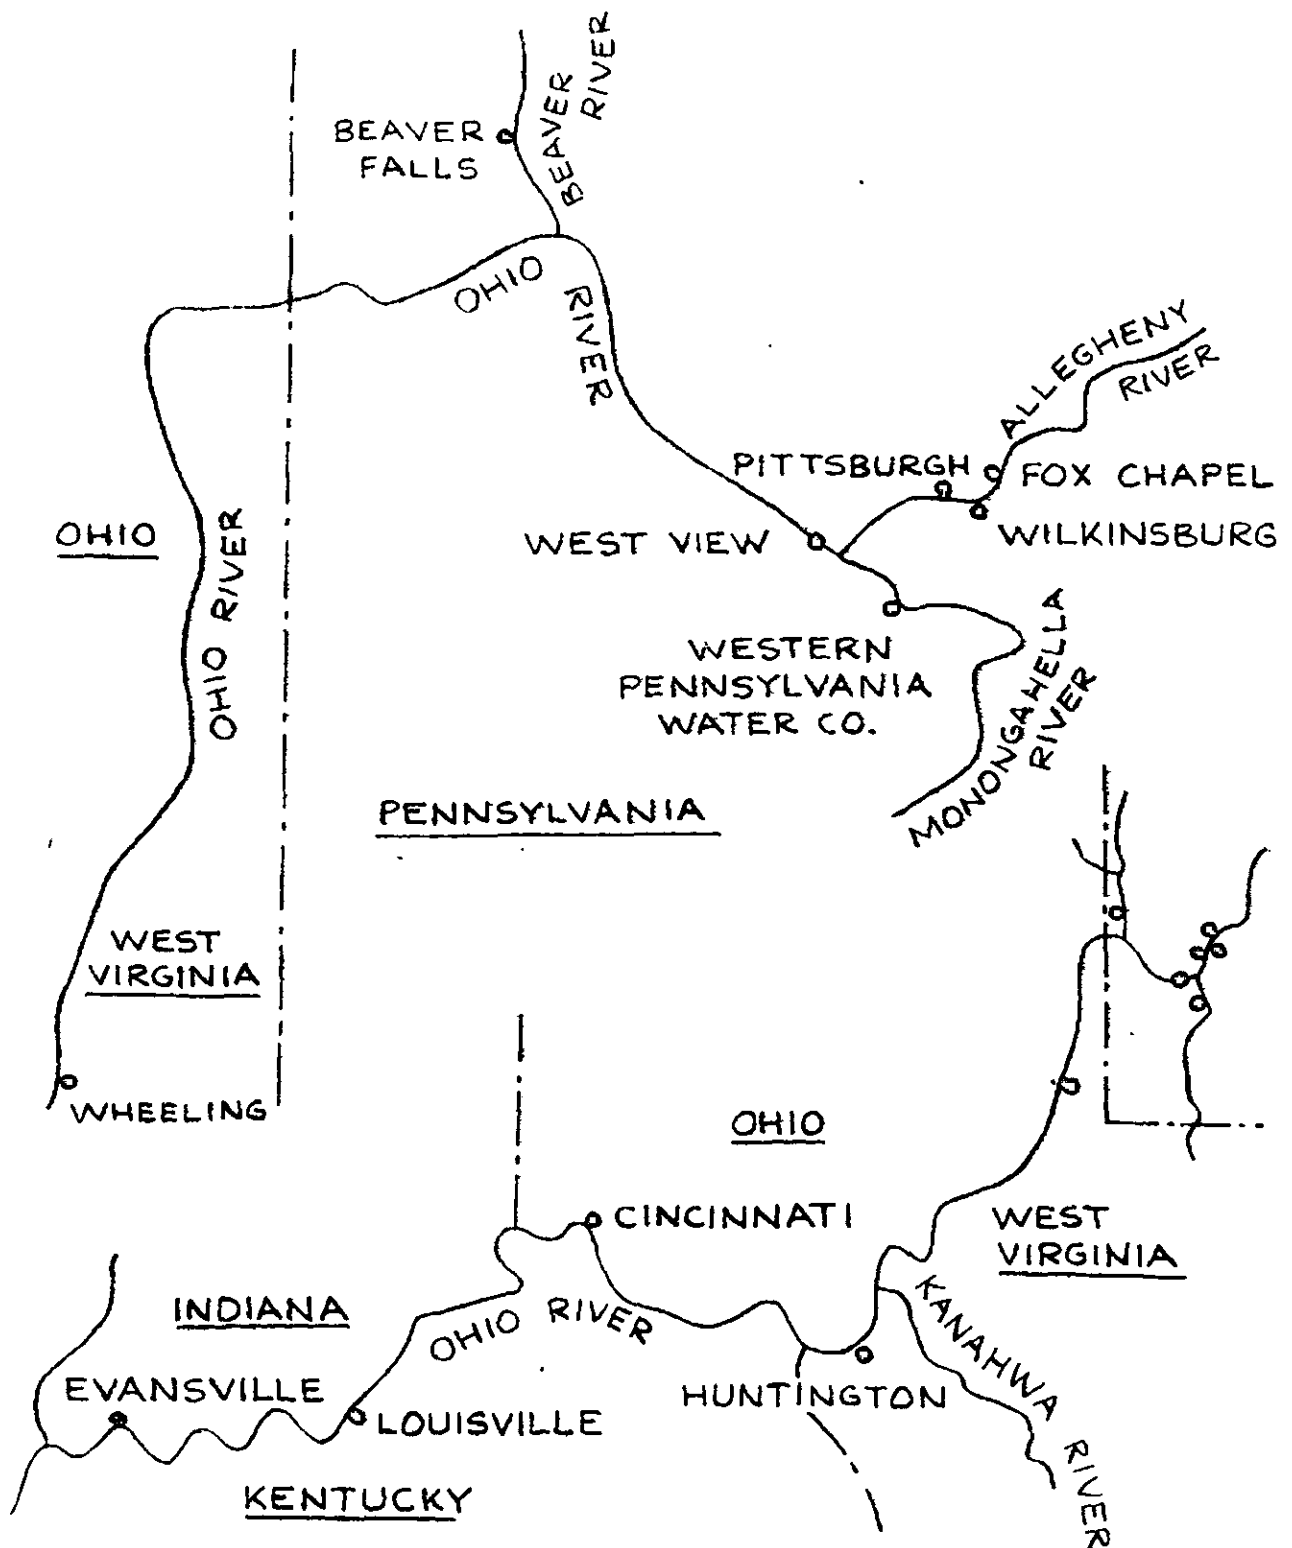 BEAVER RIVER
BEAVER
FALLS
OHIO RIVER
ALLEGHENY
RIVER
PITTSBURGH
FOX CHAPEL
WILKINSBURG
WEST VIEW
OHIO
OHIO RIVER
WESTERN
PENNSYLVANIA
WATER CO.
MONONGAHELLA
RIVER
PENNSYLVANIA
WEST
VIRGINIA
WHEELING
OHIO
CINCINNATI
WEST
VIRGINIA
INDIANA
OHIO RIVER
KANAHWA RIVER
EVANSVILLE
HUNTINGTON
LOUISVILLE
KENTUCKY